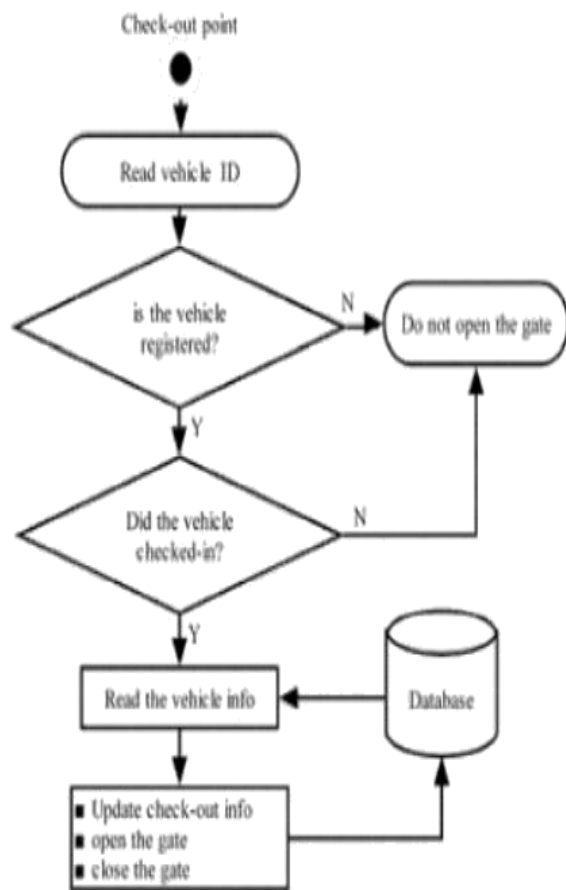 Check-out point
Read vehicle ID
is the vehicle
registered?
N
Do not open the gate
Y
Did the vehicle
checked-in?
N
Y
Read the vehicle info
Database
■ Update check-out info
■ open the gate
■ close the gate